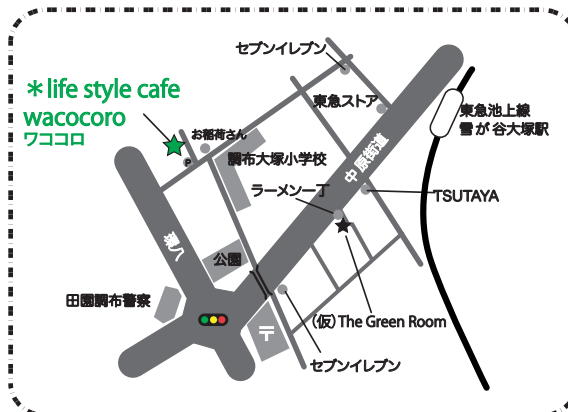 セブンイレブン
*life style cafe
wacocoro
ワココロ
東急ストア
東急池上線
雪が谷大塚駅
お稲荷さん
P
調布大塚小学校
中原街道
ラーメン一丁
TSUTAYA
環八
公園
田園調布警察
(仮)The Green Room
〒
セブンイレブン